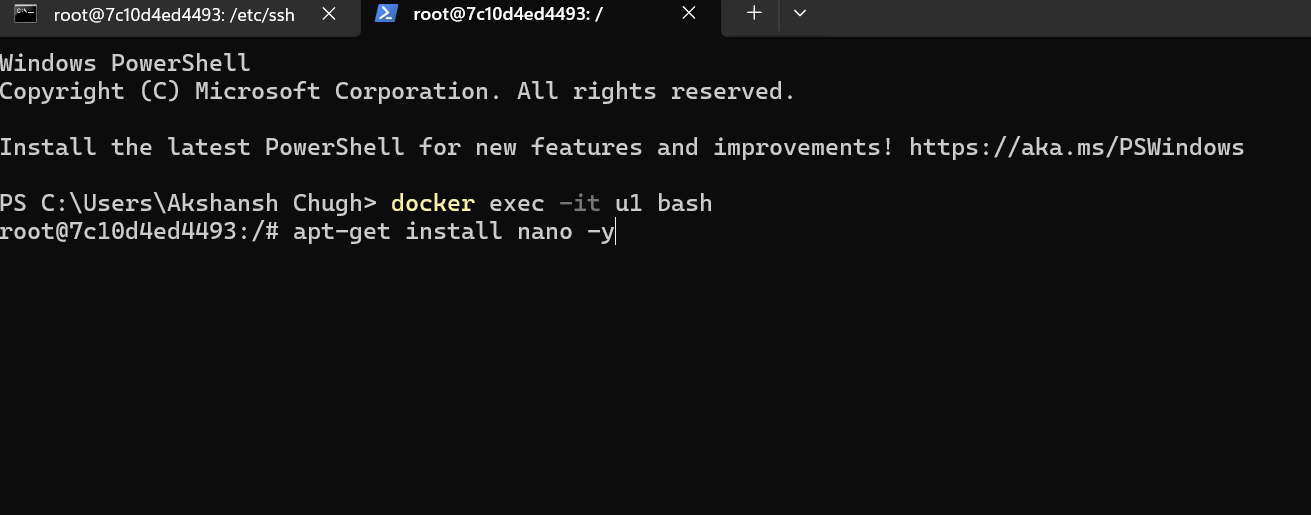 root@7c10d4ed4493: /etc/ssh
root@7c10d4ed4493: /
Windows PowerShell
Copyright (C) Microsoft Corporation. All rights reserved.
Install the latest PowerShell for new features and improvements! https://aka.ms/PSWindows
PS C:\Users\Akshansh Chugh> docker exec -it u1 bash
root@7c10d4ed4493:/# apt-get install nano -y